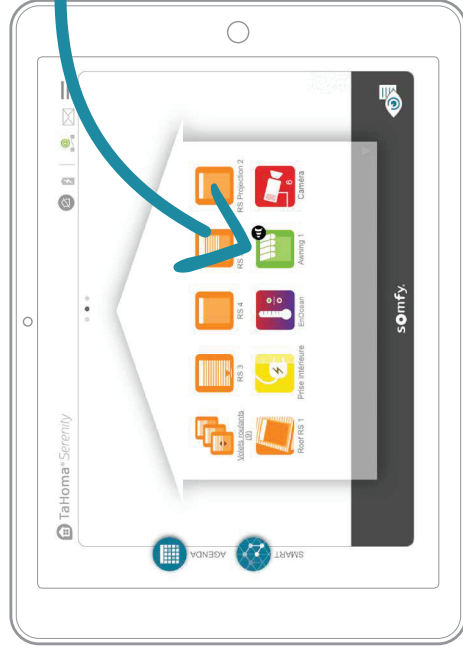 TaHoma® Serenity
Volets roulants
(9)
RS 3
RS 4
RS
RS Projection 2
Roof RS 1
Prise intérieure
EnOcean
Awning 1
Caméra
AGENDA
SMART
somfy.